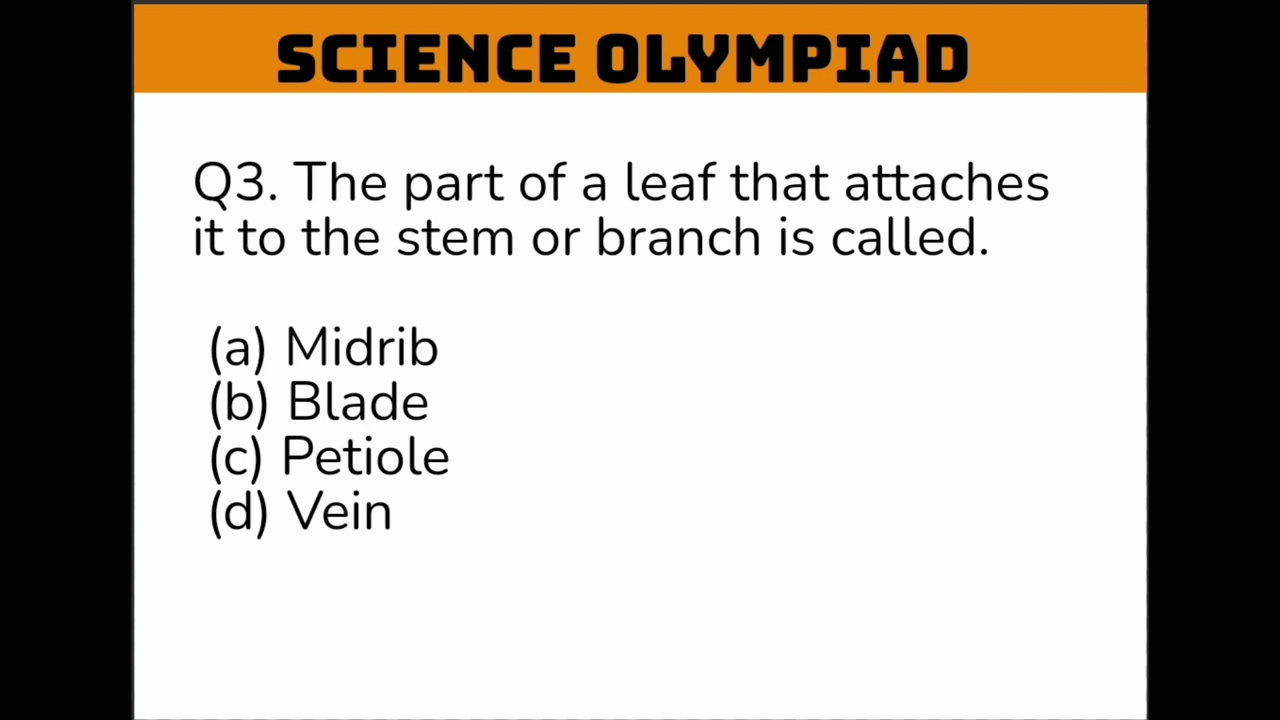 SCIENCE OLYMPIAD
Q3. The part of a leaf that attaches
it to the stem or branch is called.
(a) Midrib
(b) Blade
(c) Petiole
(d) Vein